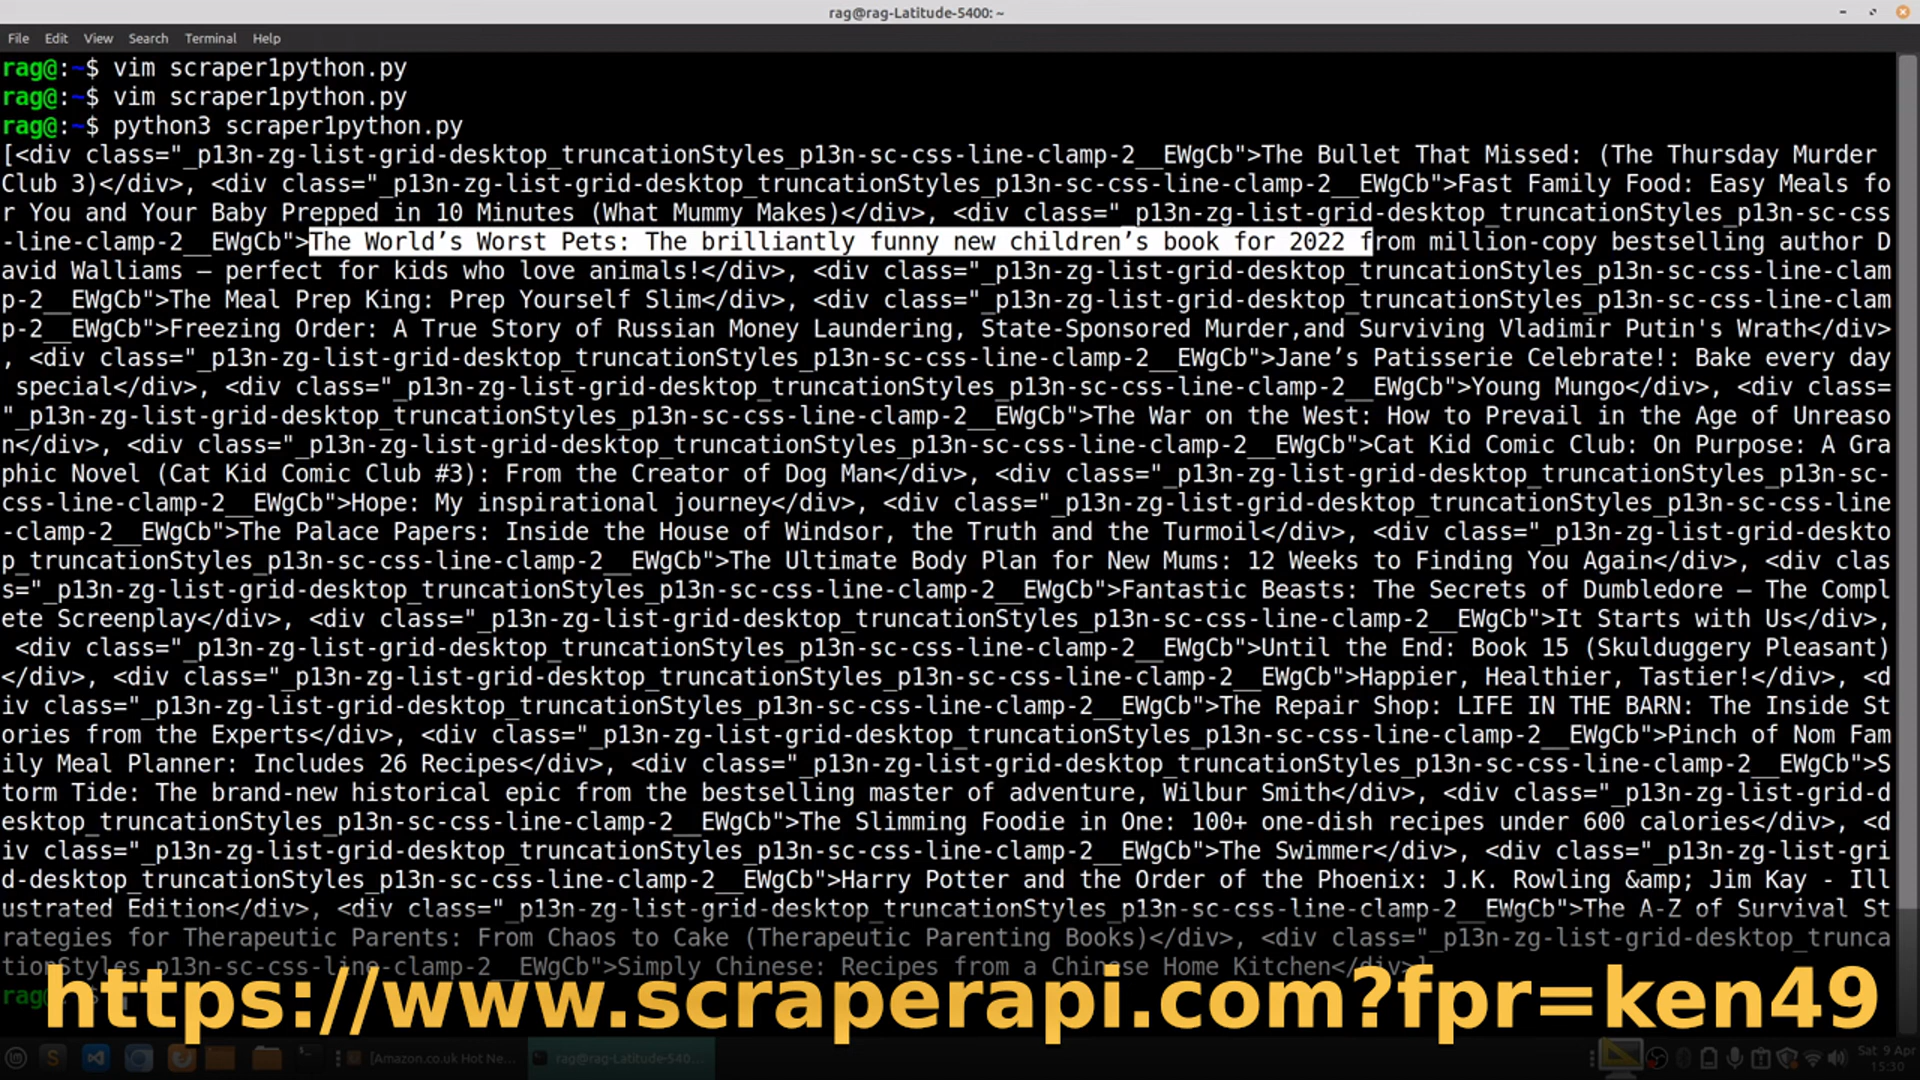 rag@rag-Latitude-5400: ~
File Edit View Search Terminal Help
rag@:~$ vim scraper1python.py
rag@:~$ vim scraper1python.py
rag@:~$ python3 scraper1python.py
[<div class="_p13n-zg-list-grid-desktop_truncationStyles_p13n-sc-css-line-clamp-2__EWgCb">The Bullet That Missed: (The Thursday Murder
Club 3)</div>, <div class="_p13n-zg-list-grid-desktop_truncationStyles_p13n-sc-css-line-clamp-2__EWgCb">Fast Family Food: Easy Meals fo
r You and Your Baby Prepped in 10 Minutes (What Mummy Makes)</div>, <div class="_p13n-zg-list-grid-desktop_truncationStyles_p13n-sc-css
-line-clamp-2__EWgCb">The World’s Worst Pets: The brilliantly funny new children’s book for 2022 from million-copy bestselling author D
avid Walliams – perfect for kids who love animals!</div>, <div class="_p13n-zg-list-grid-desktop_truncationStyles_p13n-sc-css-line-clam
p-2__EWgCb">The Meal Prep King: Prep Yourself Slim</div>, <div class="_p13n-zg-list-grid-desktop_truncationStyles_p13n-sc-css-line-clam
p-2__EWgCb">Freezing Order: A True Story of Russian Money Laundering, State-Sponsored Murder,and Surviving Vladimir Putin's Wrath</div>
, <div class="_p13n-zg-list-grid-desktop_truncationStyles_p13n-sc-css-line-clamp-2__EWgCb">Jane’s Patisserie Celebrate!: Bake every day
 special</div>, <div class="_p13n-zg-list-grid-desktop_truncationStyles_p13n-sc-css-line-clamp-2__EWgCb">Young Mungo</div>, <div class=
"_p13n-zg-list-grid-desktop_truncationStyles_p13n-sc-css-line-clamp-2__EWgCb">The War on the West: How to Prevail in the Age of Unreaso
n</div>, <div class="_p13n-zg-list-grid-desktop_truncationStyles_p13n-sc-css-line-clamp-2__EWgCb">Cat Kid Comic Club: On Purpose: A Gra
phic Novel (Cat Kid Comic Club #3): From the Creator of Dog Man</div>, <div class="_p13n-zg-list-grid-desktop_truncationStyles_p13n-sc-
css-line-clamp-2__EWgCb">Hope: My inspirational journey</div>, <div class="_p13n-zg-list-grid-desktop_truncationStyles_p13n-sc-css-line
-clamp-2__EWgCb">The Palace Papers: Inside the House of Windsor, the Truth and the Turmoil</div>, <div class="_p13n-zg-list-grid-deskto
p_truncationStyles_p13n-sc-css-line-clamp-2__EWgCb">The Ultimate Body Plan for New Mums: 12 Weeks to Finding You Again</div>, <div clas
s="_p13n-zg-list-grid-desktop_truncationStyles_p13n-sc-css-line-clamp-2__EWgCb">Fantastic Beasts: The Secrets of Dumbledore – The Compl
ete Screenplay</div>, <div class="_p13n-zg-list-grid-desktop_truncationStyles_p13n-sc-css-line-clamp-2__EWgCb">It Starts with Us</div>,
 <div class="_p13n-zg-list-grid-desktop_truncationStyles_p13n-sc-css-line-clamp-2__EWgCb">Until the End: Book 15 (Skulduggery Pleasant)
</div>, <div class="_p13n-zg-list-grid-desktop_truncationStyles_p13n-sc-css-line-clamp-2__EWgCb">Happier, Healthier, Tastier!</div>, <d
iv class="_p13n-zg-list-grid-desktop_truncationStyles_p13n-sc-css-line-clamp-2__EWgCb">The Repair Shop: LIFE IN THE BARN: The Inside St
ories from the Experts</div>, <div class="_p13n-zg-list-grid-desktop_truncationStyles_p13n-sc-css-line-clamp-2__EWgCb">Pinch of Nom Fam
ily Meal Planner: Includes 26 Recipes</div>, <div class="_p13n-zg-list-grid-desktop_truncationStyles_p13n-sc-css-line-clamp-2__EWgCb">S
torm Tide: The brand-new historical epic from the bestselling master of adventure, Wilbur Smith</div>, <div class="_p13n-zg-list-grid-d
esktop_truncationStyles_p13n-sc-css-line-clamp-2__EWgCb">The Slimming Foodie in One: 100+ one-dish recipes under 600 calories</div>, <d
iv class="_p13n-zg-list-grid-desktop_truncationStyles_p13n-sc-css-line-clamp-2__EWgCb">The Swimmer</div>, <div class="_p13n-zg-list-gri
d-desktop_truncationStyles_p13n-sc-css-line-clamp-2__EWgCb">Harry Potter and the Order of the Phoenix: J.K. Rowling &amp; Jim Kay - Ill
ustrated Edition</div>, <div class="_p13n-zg-list-grid-desktop_truncationStyles_p13n-sc-css-line-clamp-2__EWgCb">The A-Z of Survival St
rategies for Therapeutic Parents: From Chaos to Cake (Therapeutic Parenting Books)</div>, <div class="_p13n-zg-list-grid-desktop_trunca
tionStyles_p13n-sc-css-line-clamp-2__EWgCb">Simply Chinese: Recipes from a Chinese Home Kitchen</div>]
https://www.scraperapi.com?fpr=ken49
[Amazon.co.uk Hot Ne... rag@rag-Latitude-540... Sat 9 Apr
15:30